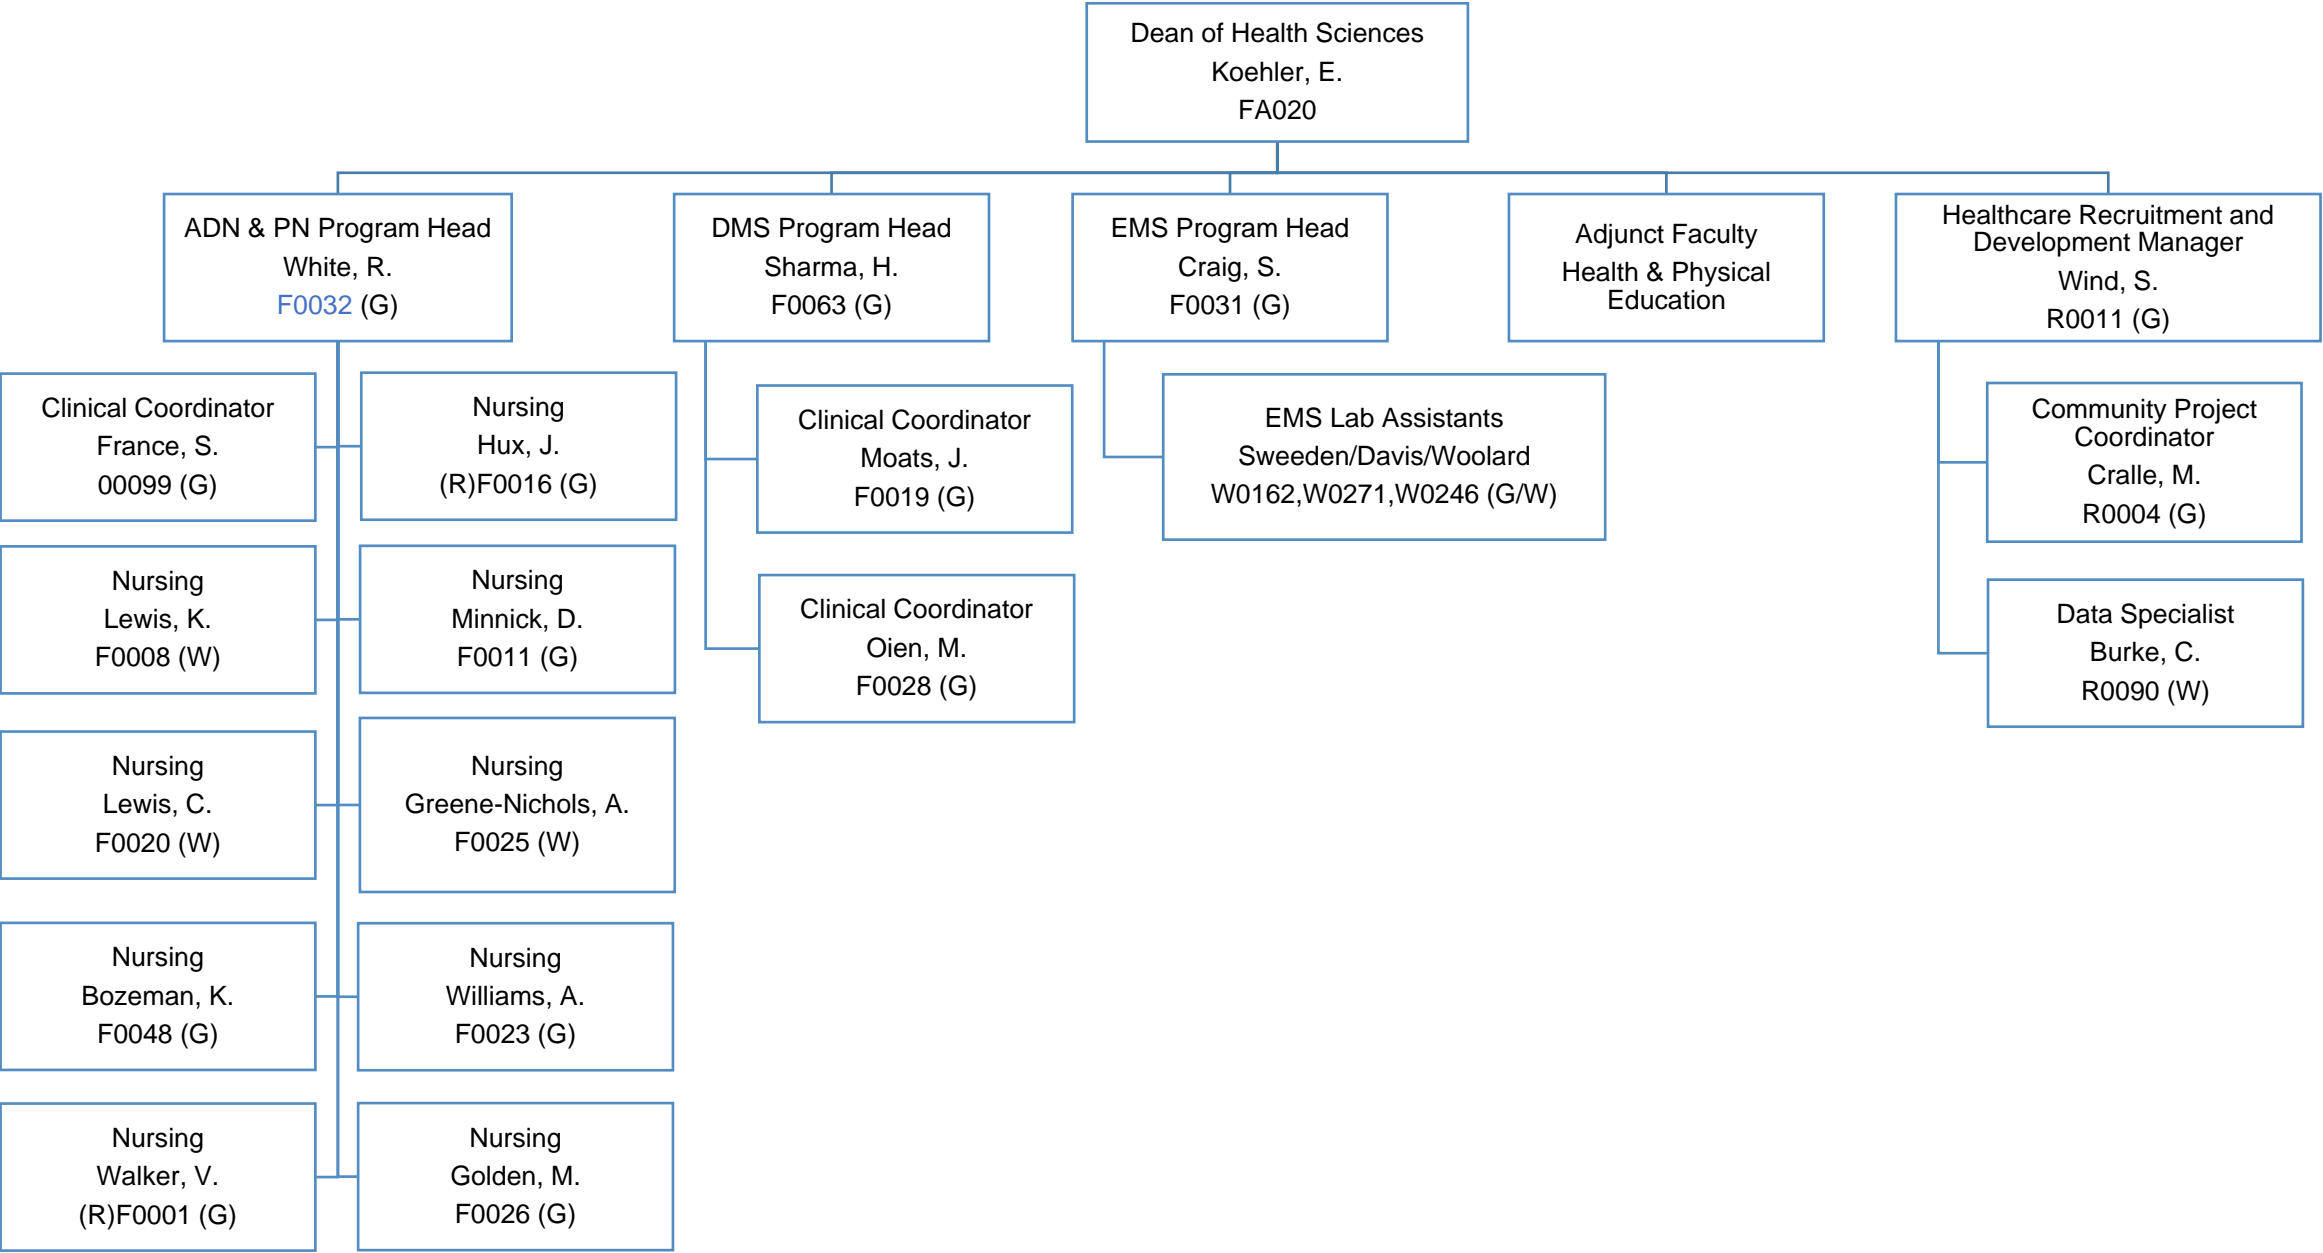 Dean of Health Sciences
Koehler, E.
FA020
ADN & PN Program Head
White, R.
F0032 (G)
DMS Program Head
Sharma, H.
F0063 (G)
EMS Program Head
Craig, S.
F0031 (G)
Adjunct Faculty
Health & Physical
Education
Healthcare Recruitment and
Development Manager
Wind, S.
R0011 (G)
Clinical Coordinator
France, S.
00099 (G)
Nursing
Hux, J.
(R)F0016 (G)
Nursing
Lewis, K.
F0008 (W)
Nursing
Minnick, D.
F0011 (G)
Nursing
Lewis, C.
F0020 (W)
Nursing
Greene-Nichols, A.
F0025 (W)
Nursing
Bozeman, K.
F0048 (G)
Nursing
Williams, A.
F0023 (G)
Nursing
Walker, V.
(R)F0001 (G)
Nursing
Golden, M.
F0026 (G)
Clinical Coordinator
Moats, J.
F0019 (G)
Clinical Coordinator
Oien, M.
F0028 (G)
EMS Lab Assistants
Sweeden/Davis/Woolard
W0162,W0271,W0246 (G/W)
Community Project
Coordinator
Cralle, M.
R0004 (G)
Data Specialist
Burke, C.
R0090 (W)